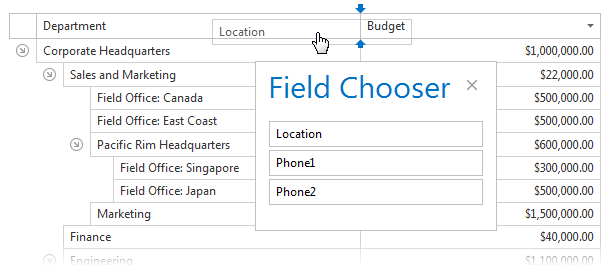 Department Location Budget
Corporate Headquarters $1,000,000.00
Sales and Marketing $22,000.00
Field Chooser
Field Office: Canada $500,000.00
Field Office: East Coast $500,000.00
Location
Pacific Rim Headquarters $600,000.00
Phone1
Field Office: Singapore $300,000.00
Field Office: Japan $500,000.00
Phone2
Marketing $1,500,000.00
Finance $40,000.00
Engineering $1,100,000.00